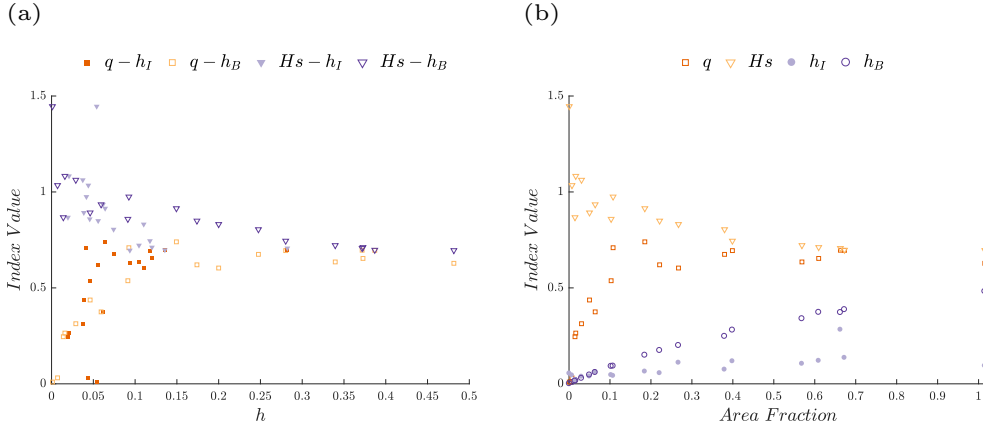 (a)
q − h_I  q − h_B  Hs − h_I  Hs − h_B
1.5
1
0.5
0
Index Value
0 0.05 0.1 0.15 0.2 0.25 0.3 0.35 0.4 0.45 0.5
h
(b)
q  Hs  h_I  h_B
1.5
1
0.5
0
Index Value
0 0.1 0.2 0.3 0.4 0.5 0.6 0.7 0.8 0.9 1
Area Fraction